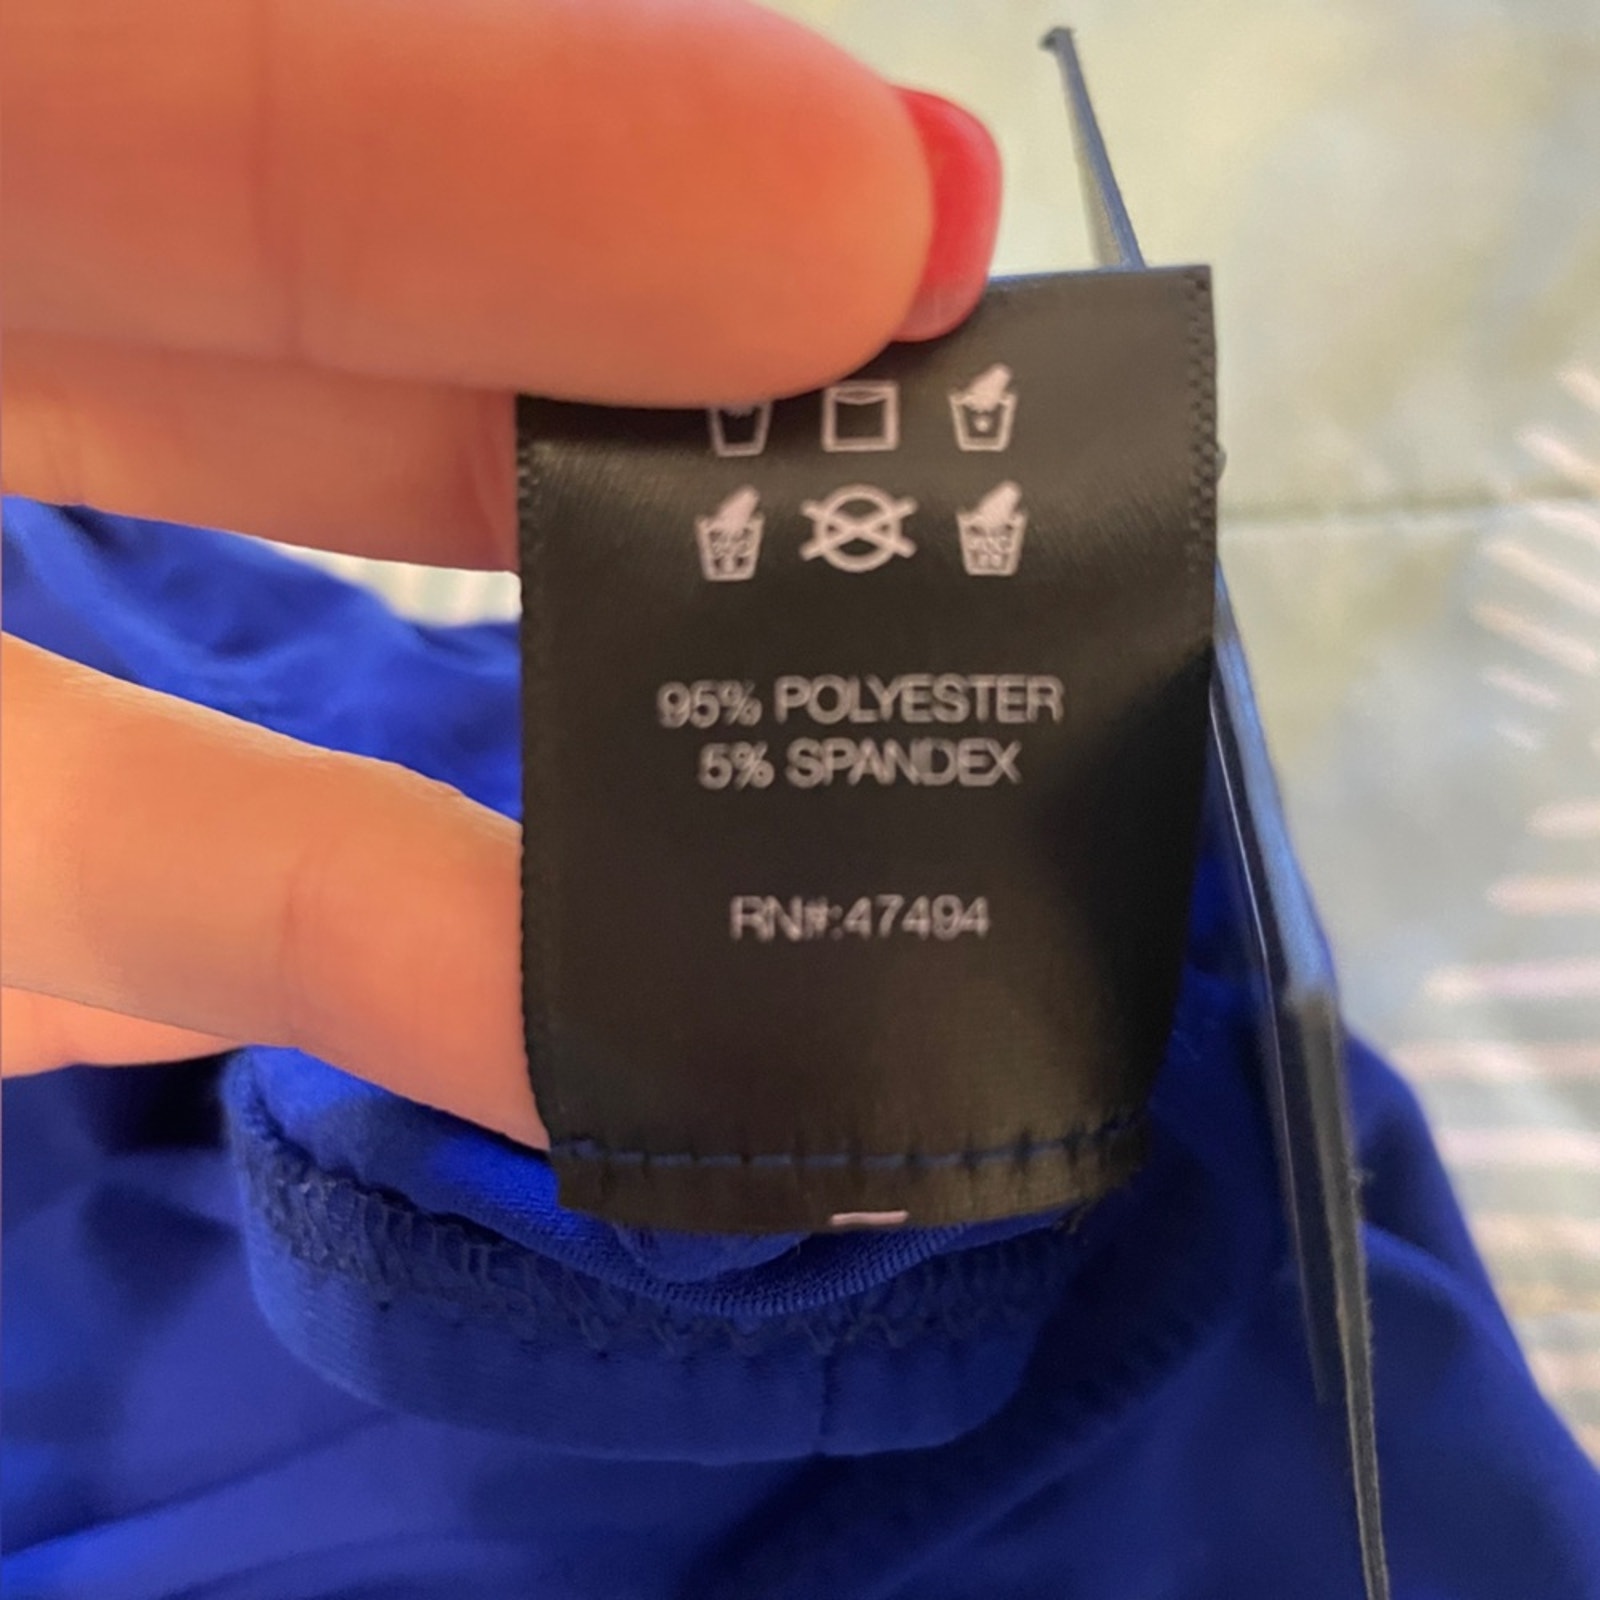 95% POLYESTER
5% SPANDEX
RN#:47494